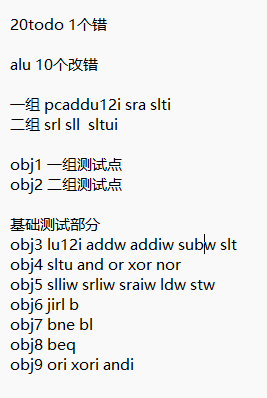 20todo 1个错
alu 10个改错
一组 pcaddu12i sra slti
二组 srl sll sltui
obj1 一组测试点
obj2 二组测试点
基础测试部分
obj3 lu12i addw addiw subw slt
obj4 sltu and or xor nor
obj5 slliw srliw sraiw ldw stw
obj6 jirl b
obj7 bne bl
obj8 beq
obj9 ori xori andi